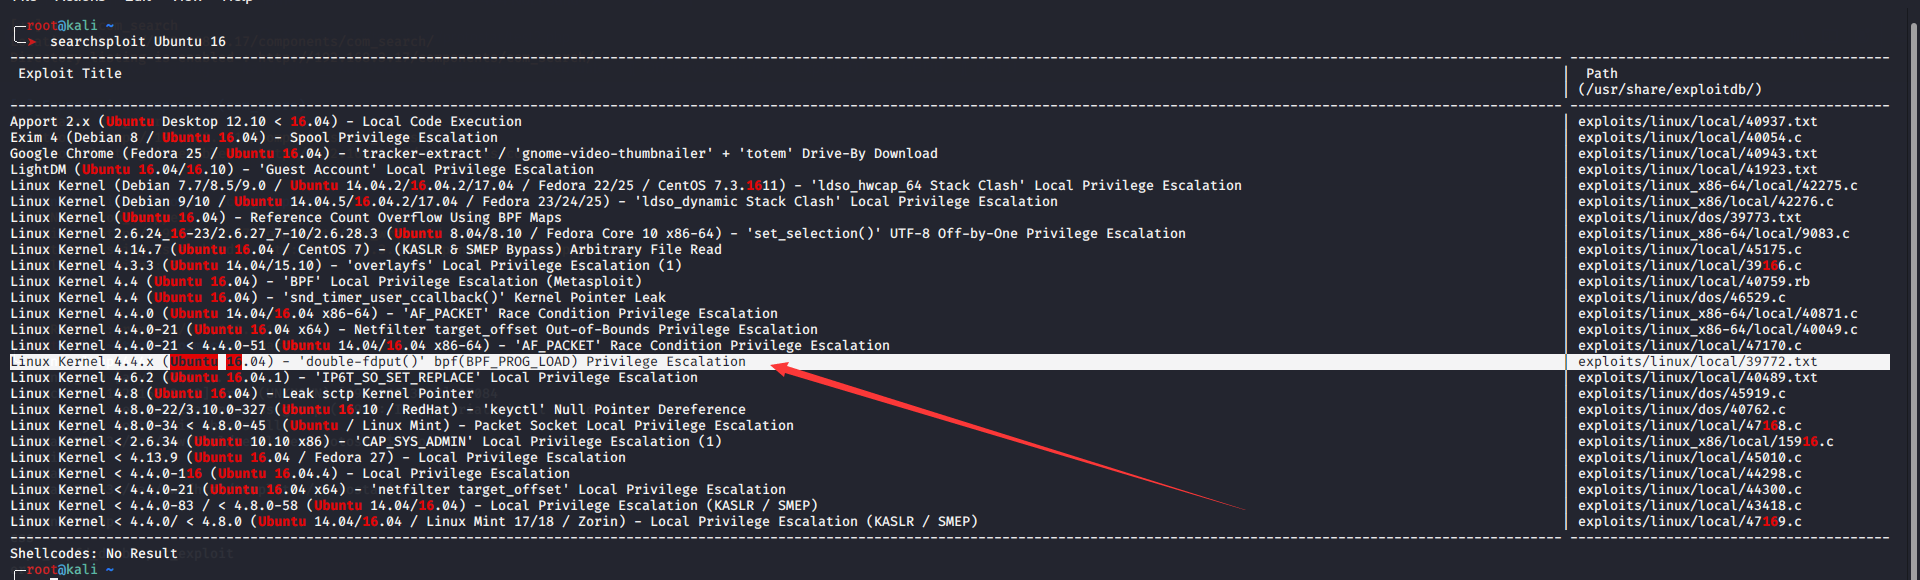 root@kali ~
searchsploit Ubuntu 16
Exploit Title | Path
| (/usr/share/exploitdb/)
Apport 2.x (Ubuntu Desktop 12.10 < 16.04) - Local Code Execution | exploits/linux/local/40937.txt
Exim 4 (Debian 8 / Ubuntu 16.04) - Spool Privilege Escalation | exploits/linux/local/40054.c
Google Chrome (Fedora 25 / Ubuntu 16.04) - 'tracker-extract' / 'gnome-video-thumbnailer' + 'totem' Drive-By Download | exploits/linux/local/40943.txt
LightDM (Ubuntu 16.04/16.10) - 'Guest Account' Local Privilege Escalation | exploits/linux/local/41923.txt
Linux Kernel (Debian 7.7/8.5/9.0 / Ubuntu 14.04.2/16.04.2/17.04 / Fedora 22/25 / CentOS 7.3.1611) - 'ldso_hwcap_64 Stack Clash' Local Privilege Escalation | exploits/linux_x86-64/local/42275.c
Linux Kernel (Debian 9/10 / Ubuntu 14.04.5/16.04.2/17.04 / Fedora 23/24/25) - 'ldso_dynamic Stack Clash' Local Privilege Escalation | exploits/linux_x86/local/42276.c
Linux Kernel (Ubuntu 16.04) - Reference Count Overflow Using BPF Maps | exploits/linux/dos/39773.txt
Linux Kernel 2.6.24_16-23/2.6.27_7-10/2.6.28.3 (Ubuntu 8.04/8.10 / Fedora Core 10 x86-64) - 'set_selection()' UTF-8 Off-by-One Privilege Escalation | exploits/linux_x86-64/local/9083.c
Linux Kernel 4.14.7 (Ubuntu 16.04 / CentOS 7) - (KASLR & SMEP Bypass) Arbitrary File Read | exploits/linux/local/45175.c
Linux Kernel 4.3.3 (Ubuntu 14.04/15.10) - 'overlayfs' Local Privilege Escalation (1) | exploits/linux/local/39166.c
Linux Kernel 4.4 (Ubuntu 16.04) - 'BPF' Local Privilege Escalation (Metasploit) | exploits/linux/local/40759.rb
Linux Kernel 4.4 (Ubuntu 16.04) - 'snd_timer_user_ccallback()' Kernel Pointer Leak | exploits/linux/dos/46529.c
Linux Kernel 4.4.0 (Ubuntu 14.04/16.04 x86-64) - 'AF_PACKET' Race Condition Privilege Escalation | exploits/linux_x86-64/local/40871.c
Linux Kernel 4.4.0-21 (Ubuntu 16.04 x64) - Netfilter target_offset Out-of-Bounds Privilege Escalation | exploits/linux_x86-64/local/40049.c
Linux Kernel 4.4.0-21 < 4.4.0-51 (Ubuntu 14.04/16.04 x86-64) - 'AF_PACKET' Race Condition Privilege Escalation | exploits/linux/local/47170.c
Linux Kernel 4.4.x (Ubuntu 16.04) - 'double-fdput()' bpf(BPF_PROG_LOAD) Privilege Escalation | exploits/linux/local/39772.txt
Linux Kernel 4.6.2 (Ubuntu 16.04.1) - 'IP6T_SO_SET_REPLACE' Local Privilege Escalation | exploits/linux/local/40489.txt
Linux Kernel 4.8 (Ubuntu 16.04) - Leak sctp Kernel Pointer | exploits/linux/dos/45919.c
Linux Kernel 4.8.0-22/3.10.0-327 (Ubuntu 16.10 / RedHat) - 'keyctl' Null Pointer Dereference | exploits/linux/dos/40762.c
Linux Kernel 4.8.0-34 < 4.8.0-45 (Ubuntu / Linux Mint) - Packet Socket Local Privilege Escalation | exploits/linux/local/47168.c
Linux Kernel < 2.6.34 (Ubuntu 10.10 x86) - 'CAP_SYS_ADMIN' Local Privilege Escalation (1) | exploits/linux_x86/local/15916.c
Linux Kernel < 4.13.9 (Ubuntu 16.04 / Fedora 27) - Local Privilege Escalation | exploits/linux/local/45010.c
Linux Kernel < 4.4.0-116 (Ubuntu 16.04.4) - Local Privilege Escalation | exploits/linux/local/44298.c
Linux Kernel < 4.4.0-21 (Ubuntu 16.04 x64) - 'netfilter target_offset' Local Privilege Escalation | exploits/linux/local/44300.c
Linux Kernel < 4.4.0-83 / < 4.8.0-58 (Ubuntu 14.04/16.04) - Local Privilege Escalation (KASLR / SMEP) | exploits/linux/local/43418.c
Linux Kernel < 4.4.0/ < 4.8.0 (Ubuntu 14.04/16.04 / Linux Mint 17/18 / Zorin) - Local Privilege Escalation (KASLR / SMEP) | exploits/linux/local/47169.c
Shellcodes: No Result
root@kali ~